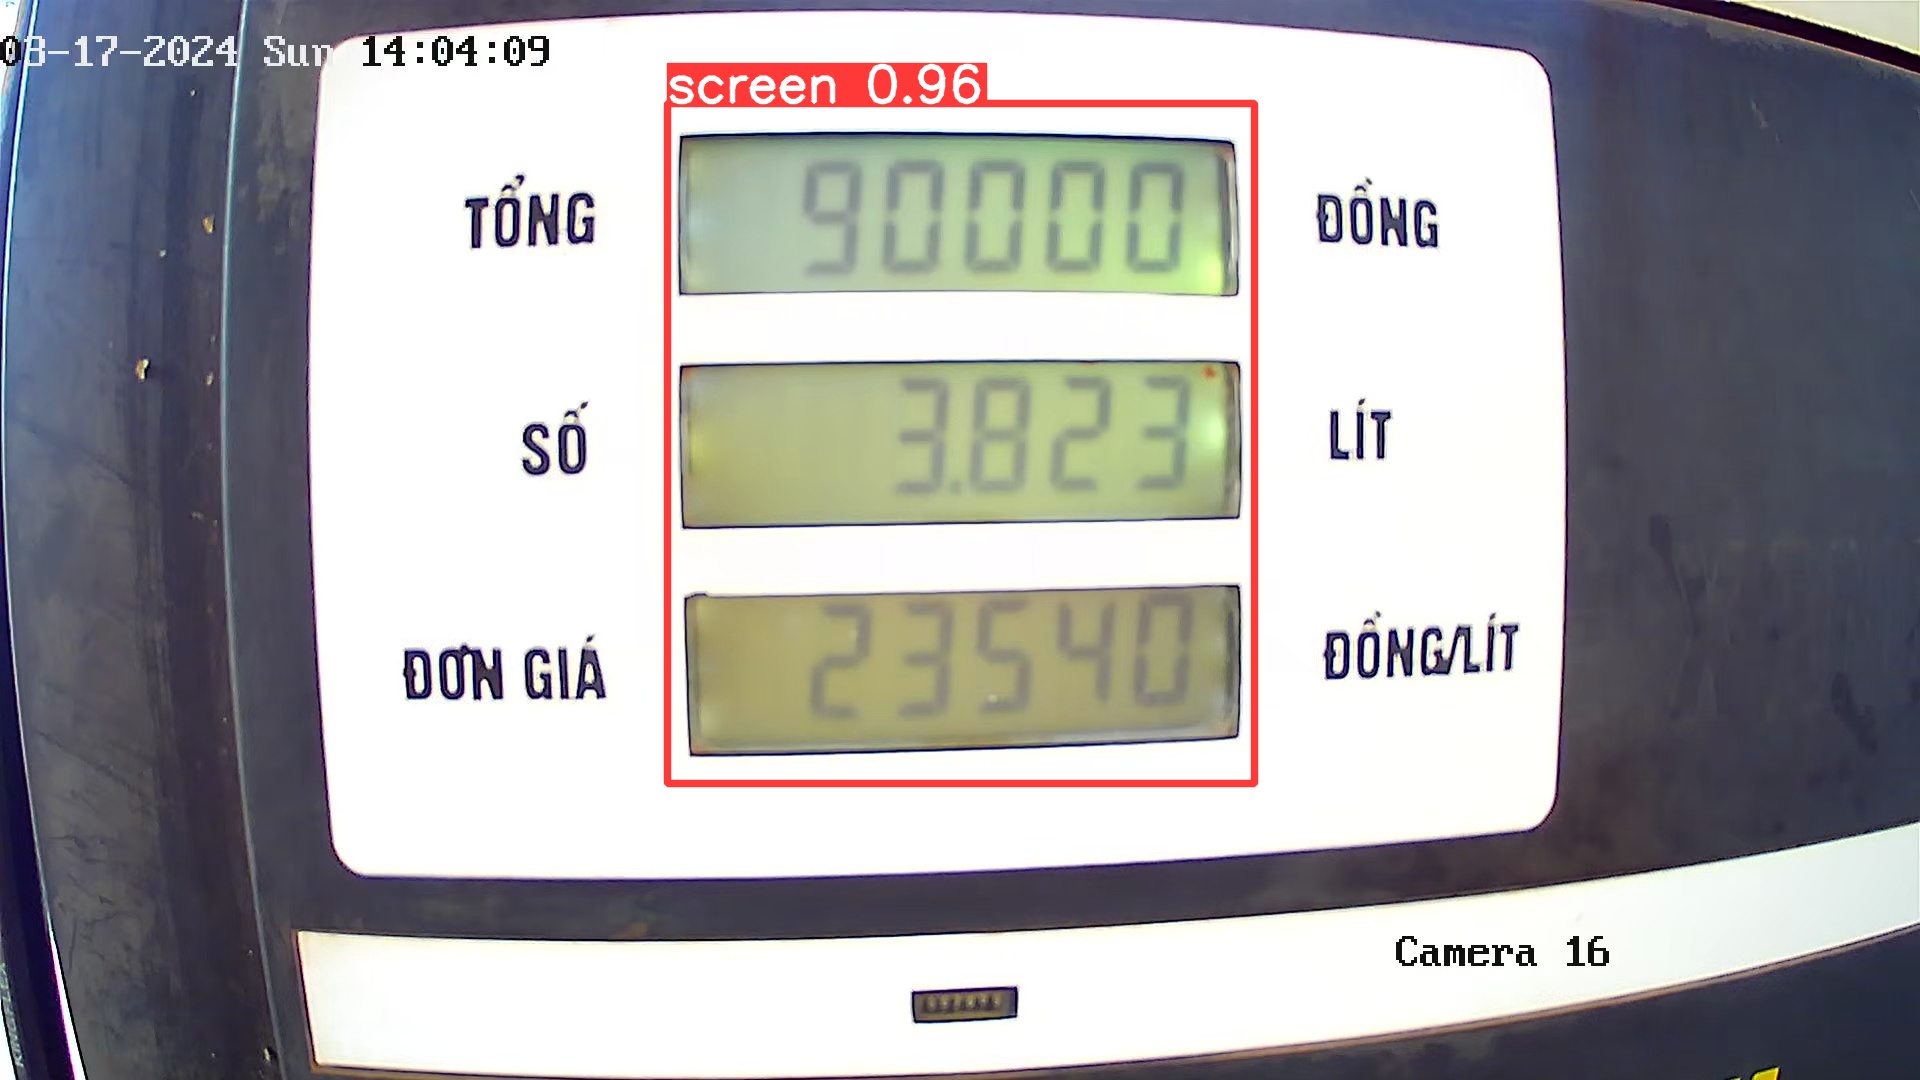 03-17-2024 Sun 14:04:09
screen 0.96
TỔNG 90000 ĐỒNG
SỐ 3.823 LÍT
ĐƠN GIÁ 23540 ĐỒNG/LÍT
Camera 16